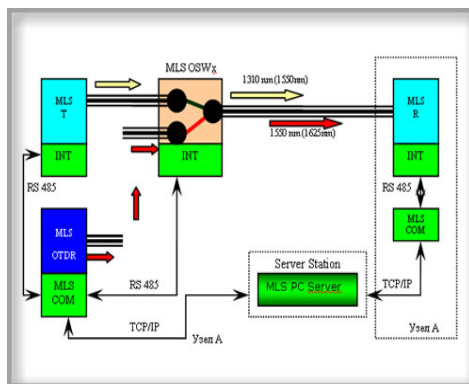 MLS OSWx
1310 nm (1550nm)
MLS
T
MLS
R
1550 nm (1625nm)
INT
INT
INT
RS 485
RS 485
MLS
OTDR
MLS
COM
Server Station
MLS
COM
RS 485
MLS PC Server
TCP/IP
TCP/IP
Узел А
Узел А